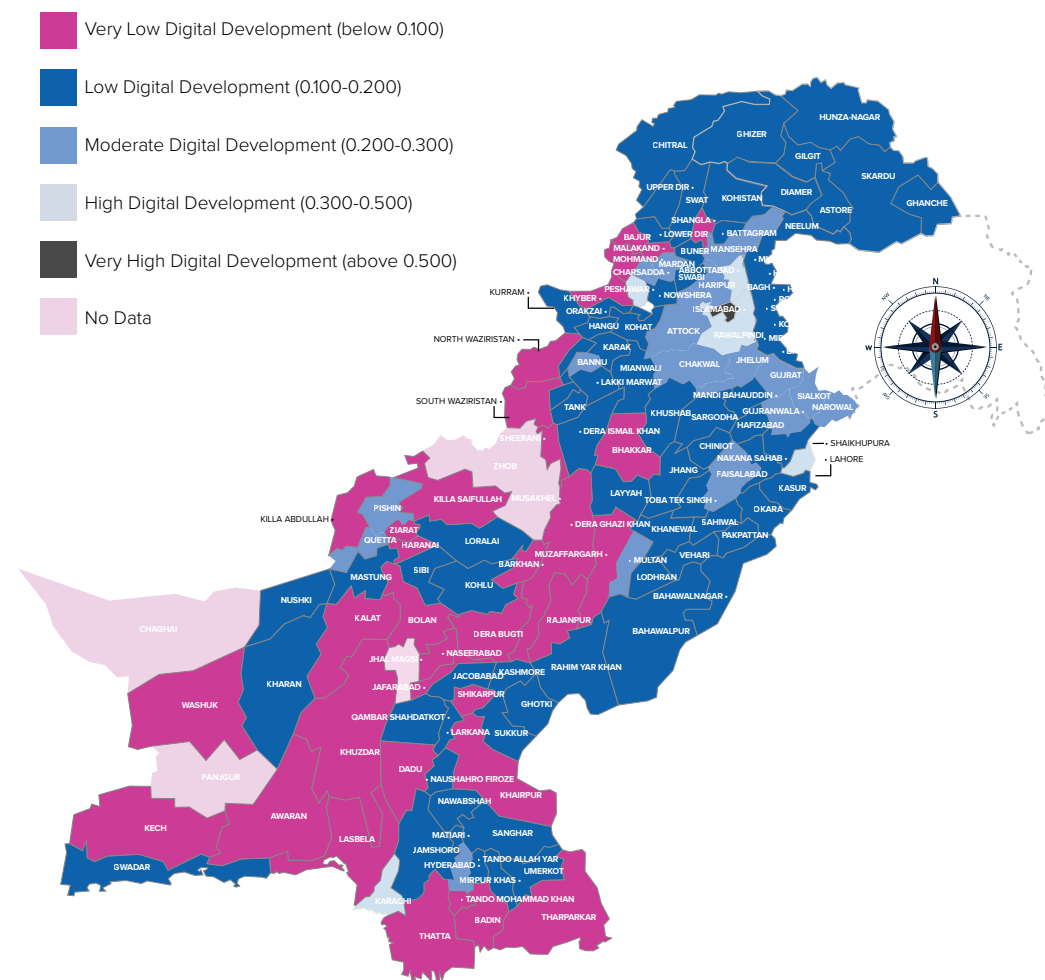 Very Low Digital Development (below 0.100)
Low Digital Development (0.100-0.200)
Moderate Digital Development (0.200-0.300)
High Digital Development (0.300-0.500)
Very High Digital Development (above 0.500)
No Data
HUNZA-NAGAR
GHIZER
CHITRAL
GILGIT
SKARDU
UPPER DIR
DIAMER
SWAT
KOHISTAN
GHANCHE
ASTORE
SHANGLA
NEELUM
BAJUR
LOWER DIR
BATTAGRAM
MALAKAND
BUNER
MANSEHRA
MOHMAND
MARDAN
CHARSADDA
ABBOTTABAD
SWABI
HARIPUR
BAGH
PESHAWAR
NOWSHERA
KURRAM
KHYBER
ORAKZAI
ISLAMABAD
HANGU
KOHAT
ATTOCK
RAWALPINDI
NORTH WAZIRISTAN
KARAK
BANNU
MIANWALI
CHAKWAL
JHELUM
GUJRAT
LAKKI MARWAT
SOUTH WAZIRISTAN
TANK
MANDI BAHAUDDIN
SIALKOT
NAROWAL
KHUSHAB
SARGODHA
GUJRANWALA
HAFIZABAD
DERA ISMAIL KHAN
SHEERANI
BHAKKAR
CHINIOT
SHAIKHUPURA
NAKANA SAHAB
LAHORE
ZHOB
JHANG
FAISALABAD
KASUR
LAYYAH
KILLA SAIFULLAH
MUSAKHEL
TOBA TEK SINGH
PISHIN
DKARA
KILLA ABDULLAH
DERA GHAZI KHAN
SAHIWAL
ZIARAT
KHANEWAL
PAKPATTAN
QUETTA
HARANAI
LORALAI
MUZAFFARGARH
MULTAN
VEHARI
BARKHAN
SIBI
MASTUNG
LODHRAN
KOHLU
NUSHKI
BAHAWALNAGAR
KALAT
BOLAN
RAJANPUR
CHAGHAI
DERA BUGTI
BAHAWALPUR
JHAL MAGSI
NASEERABAD
RAHIM YAR KHAN
JACOBABAD
KASHMORE
KHARAN
JAFARABAD
SHIKARPUR
WASHUK
GHOTKI
QAMBAR SHAHDATKOT
LARKANA
SUKKUR
KHUZDAR
DADU
PANJGUR
NAUSHAHRO FIROZE
KHAIRPUR
NAWABSHAH
AWARAN
KECH
LASBELA
MATIARI
SANGHAR
JAMSHORO
TANDO ALLAH YAR
GWADAR
HYDERABAD
UMERKOT
MIRPUR KHAS
KARACHI
TANDO MOHAMMAD KHAN
BADIN
THARPARKAR
THATTA
N
NE
E
SE
S
SW
W
NW